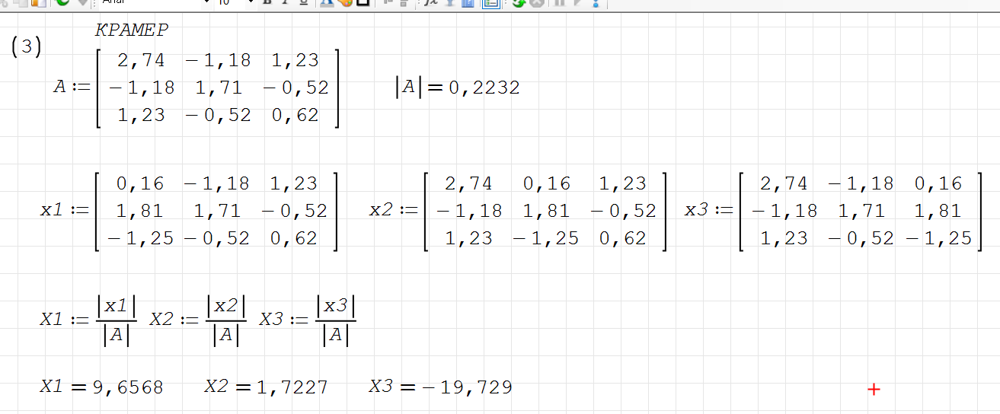 Arial 10
КРАМЕР
(3)
A:=[2,74 −1,18 1,23
−1,18 1,71 −0,52
1,23 −0,52 0,62] |A|=0,2232
x1:=[0,16 −1,18 1,23
1,81 1,71 −0,52
−1,25 −0,52 0,62] x2:=[2,74 0,16 1,23
−1,18 1,81 −0,52
1,23 −1,25 0,62] x3:=[2,74 −1,18 0,16
−1,18 1,71 1,81
1,23 −0,52 −1,25]
X1:=|x1|/|A| X2:=|x2|/|A| X3:=|x3|/|A|
X1=9,6568 X2=1,7227 X3=−19,729